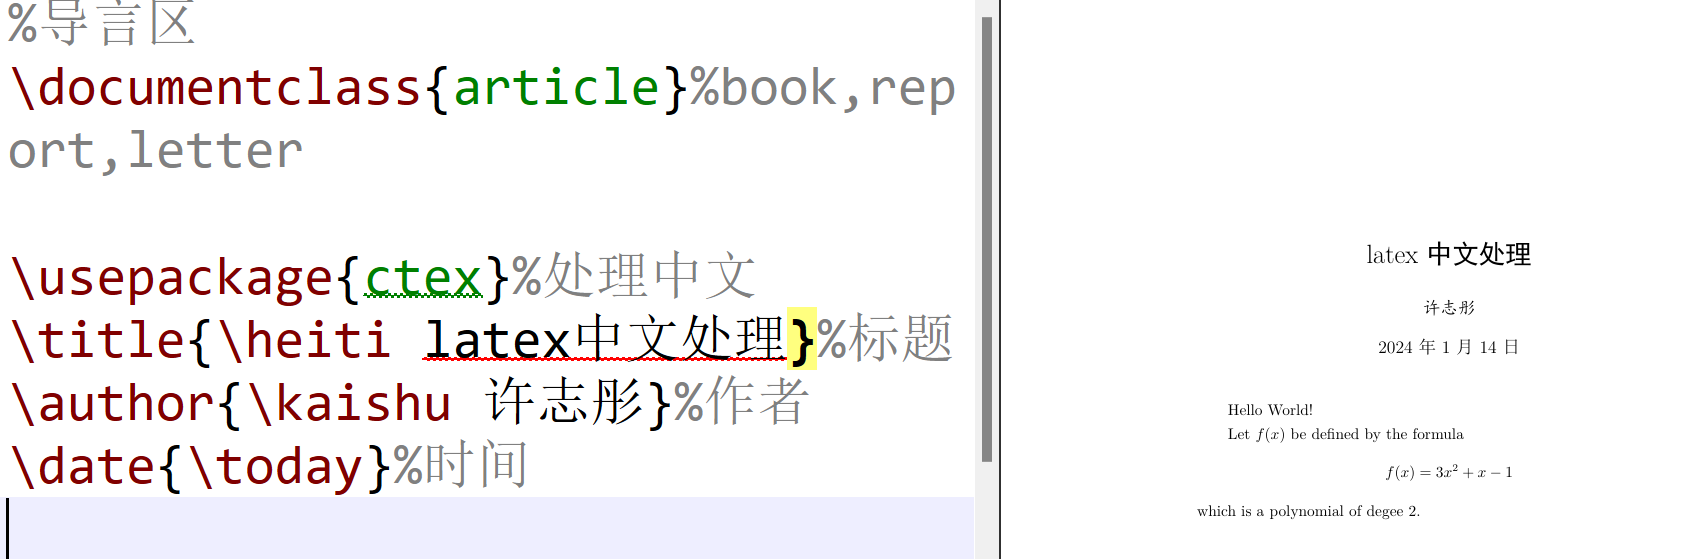 %导言区
\documentclass{article}%book,rep
ort,letter
\usepackage{ctex}%处理中文
\title{\heiti latex中文处理}%标题
\author{\kaishu 许志彤}%作者
\date{\today}%时间
latex 中文处理
许志彤
2024 年 1 月 14 日
Hello World!
Let f(x) be defined by the formula
f(x) = 3x² + x − 1
which is a polynomial of degee 2.